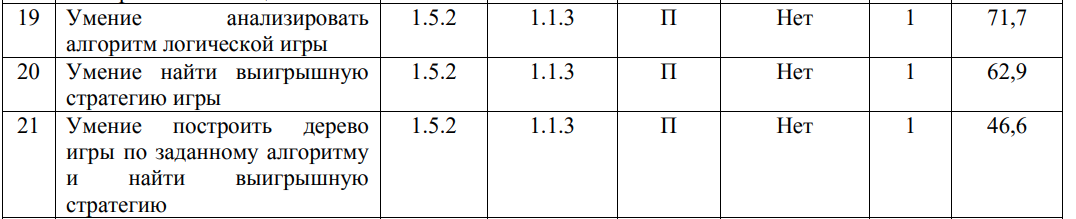 19 Умение анализировать 1.5.2 1.1.3 П Нет 1 71,7
алгоритм логической игры
20 Умение найти выигрышную 1.5.2 1.1.3 П Нет 1 62,9
стратегию игры
21 Умение построить дерево 1.5.2 1.1.3 П Нет 1 46,6
игры по заданному алгоритму
и найти выигрышную
стратегию